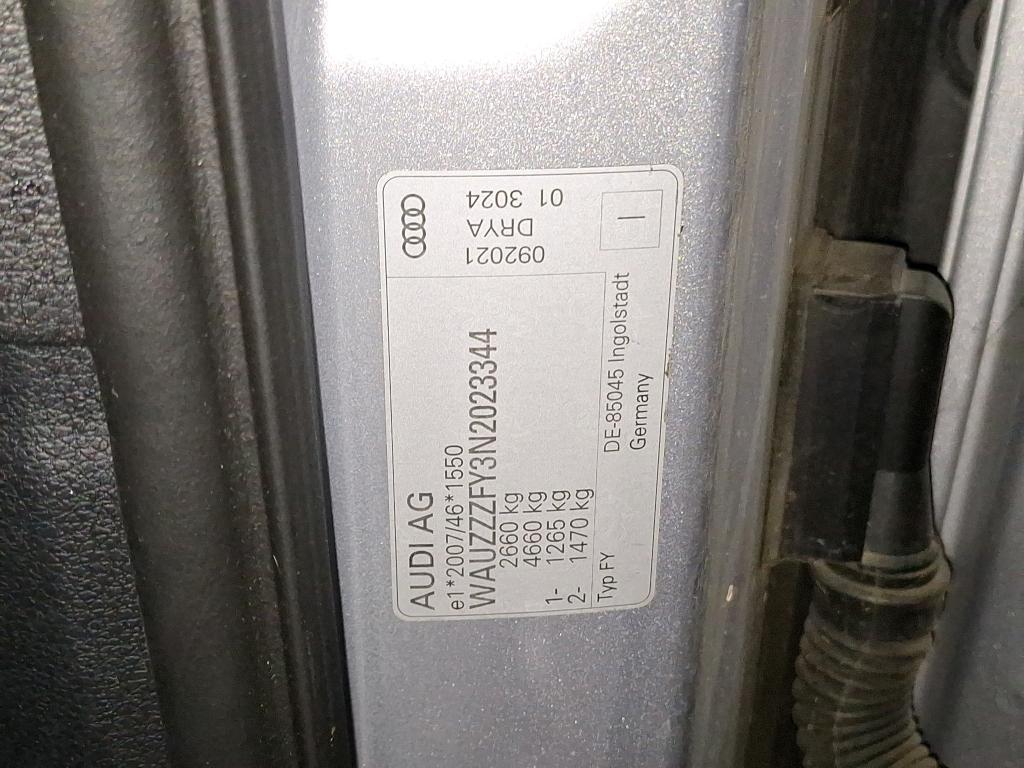 AUDI AG
e1*2007/46*1550
WAUZZZFY3N2023344
2660 kg
4660 kg
1- 1265 kg
2- 1470 kg
Typ FY
DE-85045 Ingolstadt
Germany
092021
DRYA
01 3024